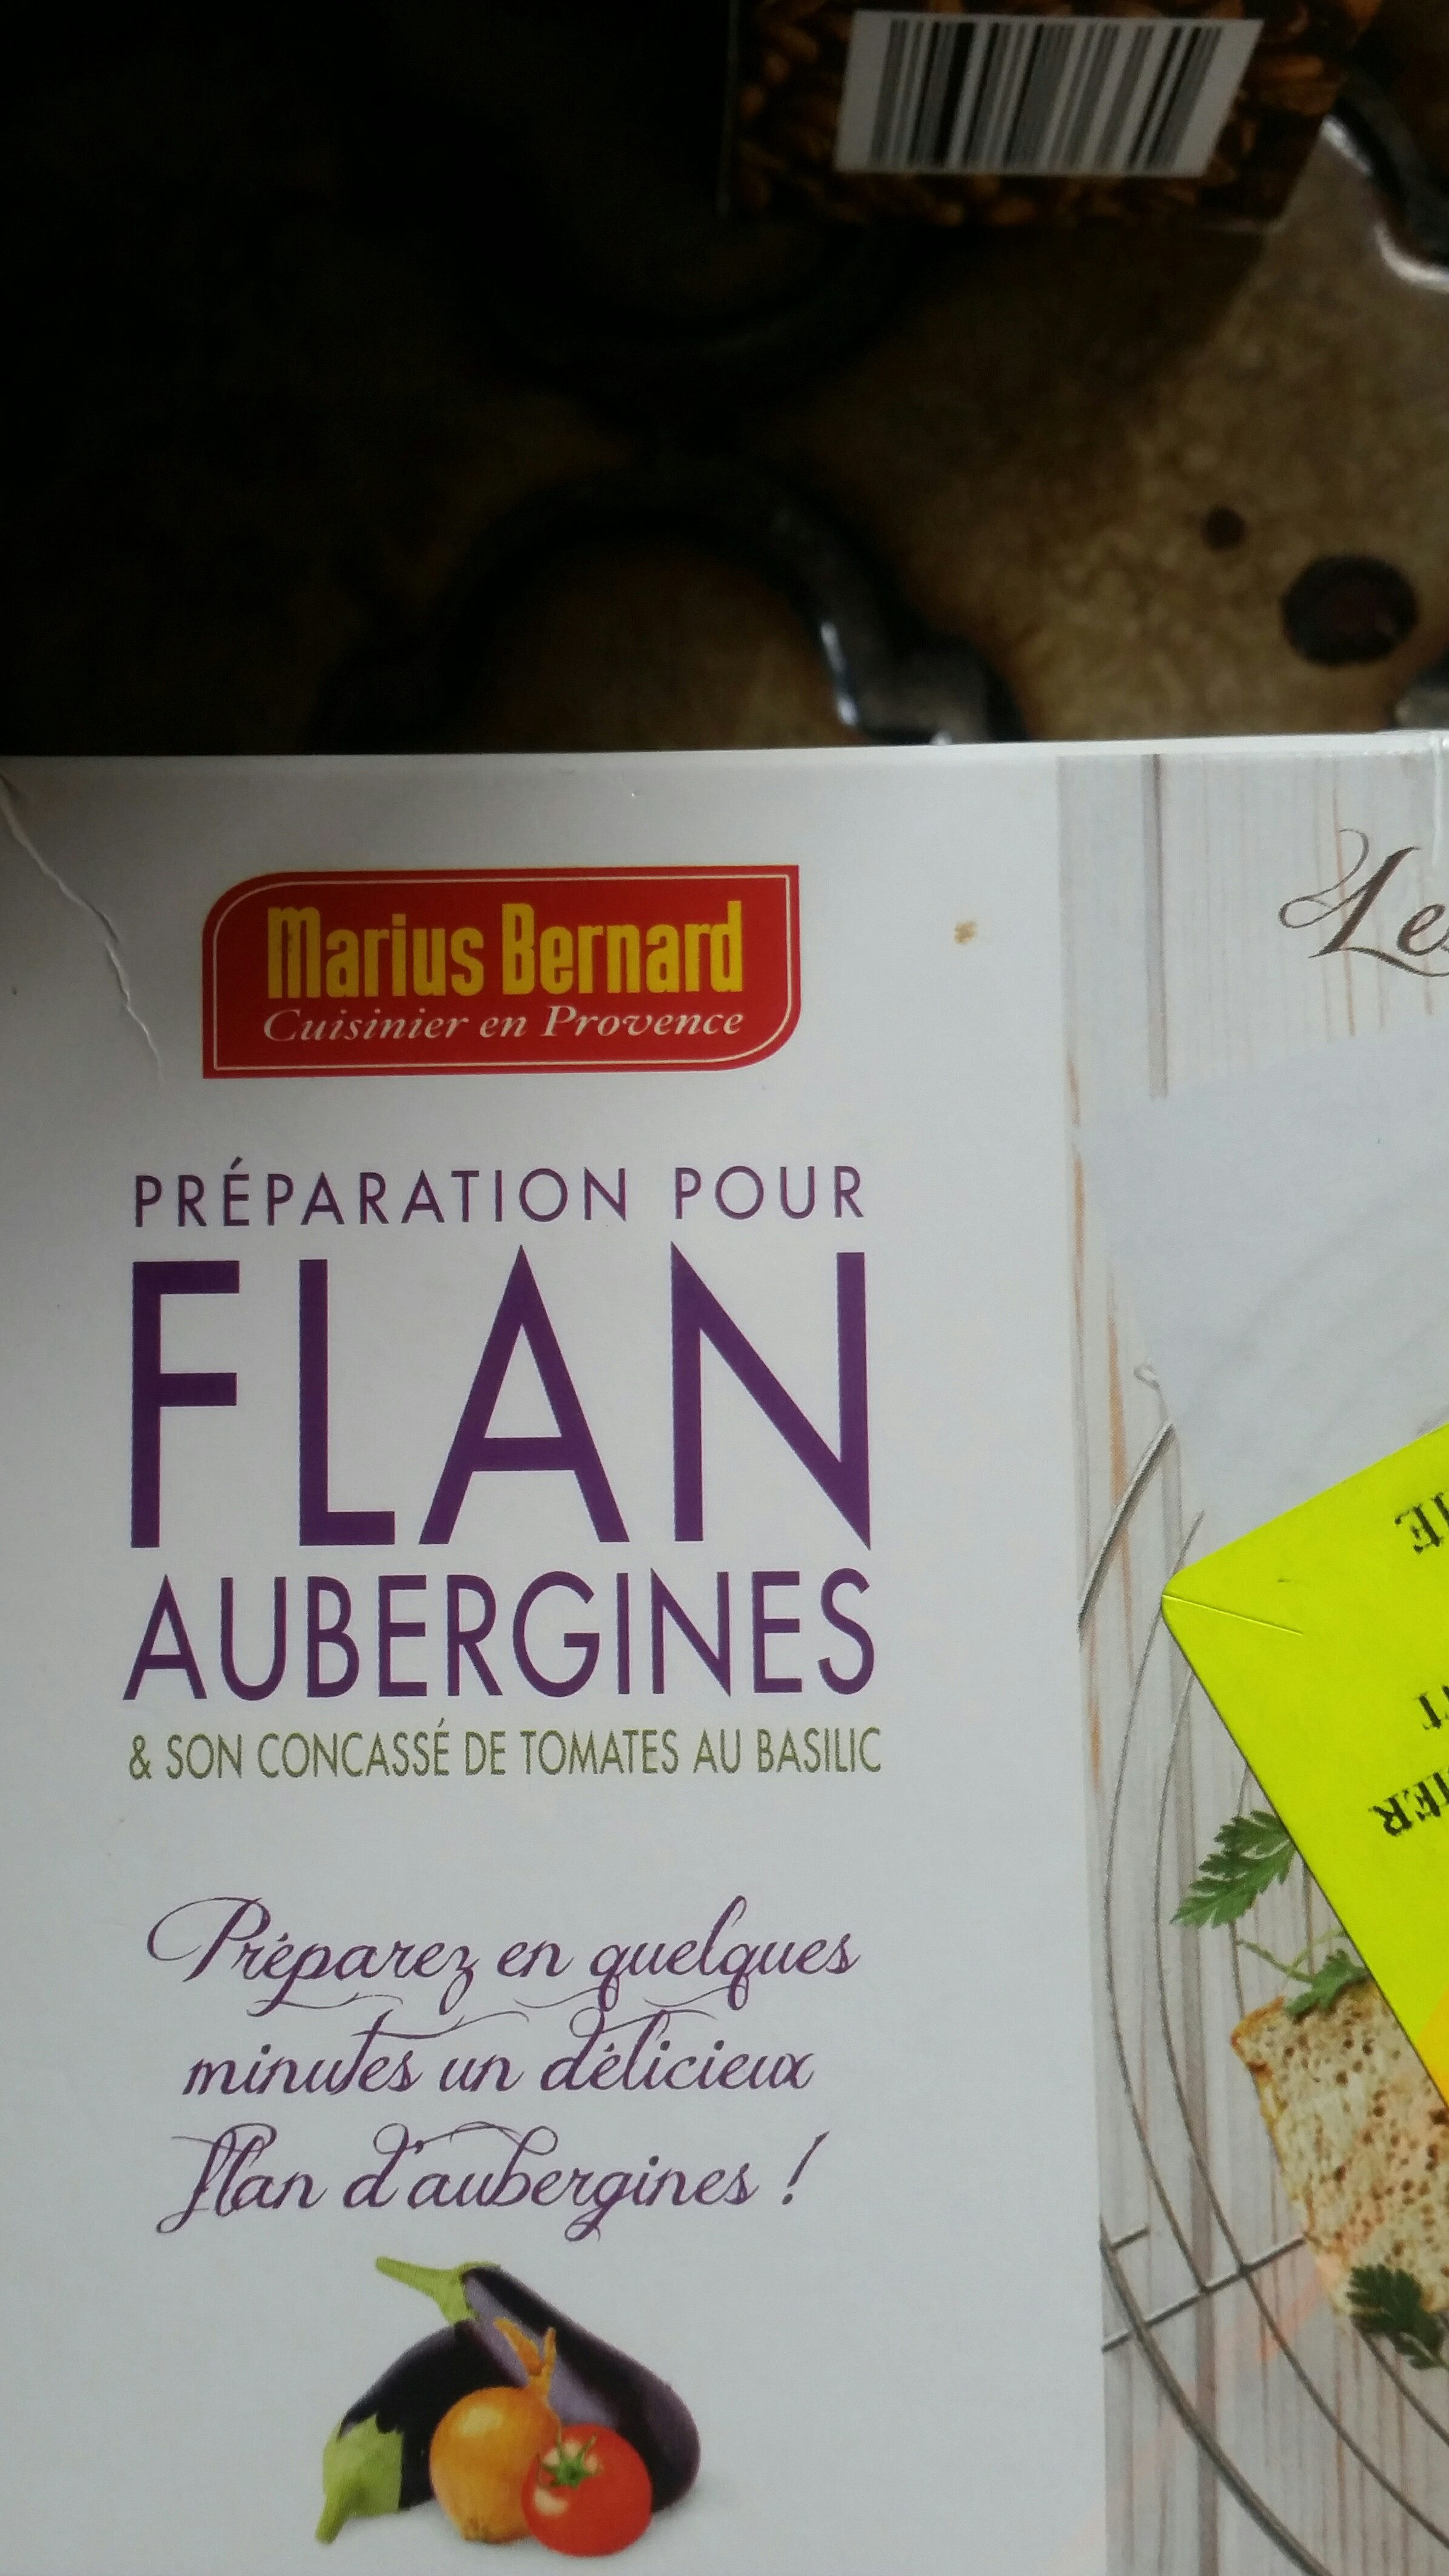 Marius Bernard
Cuisinier en Provence
PRÉPARATION POUR
FLAN
AUBERGINES
& SON CONCASSÉ DE TOMATES AU BASILIC
Préparez en quelques
minutes un délicieux
flan d'aubergines !